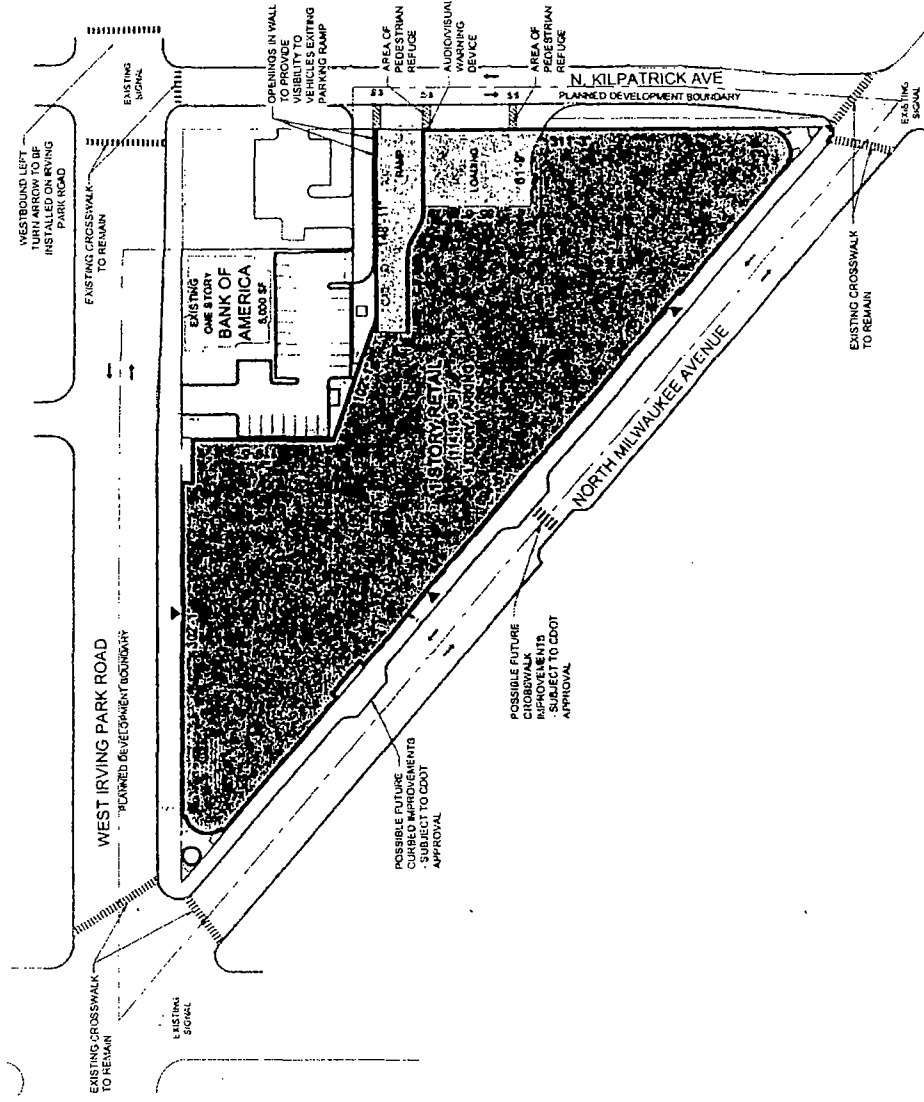 WESTBOUND LEFT
TURN ARROW TO BE
INSTALLED ON IRVING
PARK ROAD
EXISTING CROSSWALK
TO REMAIN
EXISTING
SIGNAL
OPENINGS IN WALL
TO PROVIDE
VISIBILITY TO
VEHICLES EXITING
PARKING RAMP
AREA OF
PEDESTRIAN
REFUGE
AUDIO/VISUAL
WARNING
DEVICE
AREA OF
PEDESTRIAN
REFUGE
N. KILPATRICK AVE
PLANNED DEVELOPMENT BOUNDARY
EXISTING
SIGNAL
WEST IRVING PARK ROAD
PLANNED DEVELOPMENT BOUNDARY
EXISTING
ONE STORY
BANK OF
AMERICA
RAMP
LOADING
1 STORY RETAIL
NORTH MILWAUKEE AVENUE
EXISTING CROSSWALK
TO REMAIN
POSSIBLE FUTURE
CROSSWALK
IMPROVEMENTS
- SUBJECT TO CDOT
APPROVAL
POSSIBLE FUTURE
CURBED IMPROVEMENTS
- SUBJECT TO CDOT
APPROVAL
EXISTING CROSSWALK
TO REMAIN
EXISTING
SIGNAL